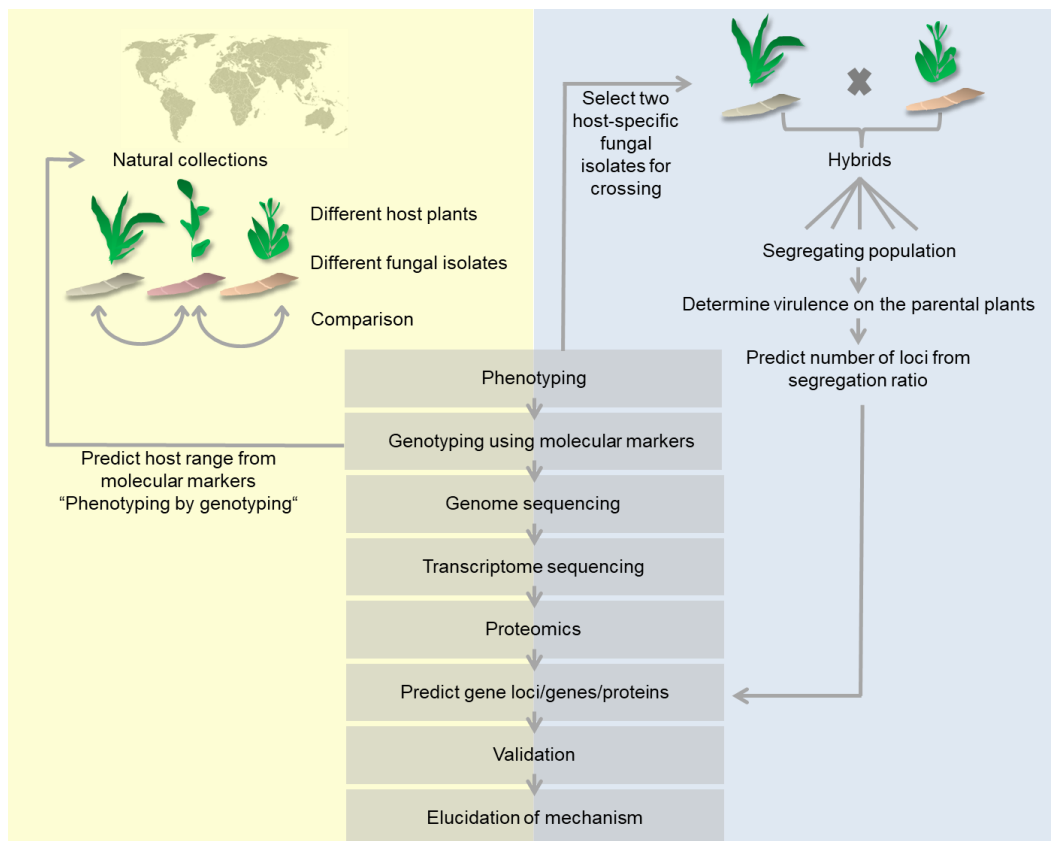 Natural collections
Different host plants
Different fungal isolates
Comparison
Predict host range from
molecular markers
“Phenotyping by genotyping“
Select two
host-specific
fungal
isolates for
crossing
Hybrids
Segregating population
Determine virulence on the parental plants
Predict number of loci from
segregation ratio
Phenotyping
Genotyping using molecular markers
Genome sequencing
Transcriptome sequencing
Proteomics
Predict gene loci/genes/proteins
Validation
Elucidation of mechanism